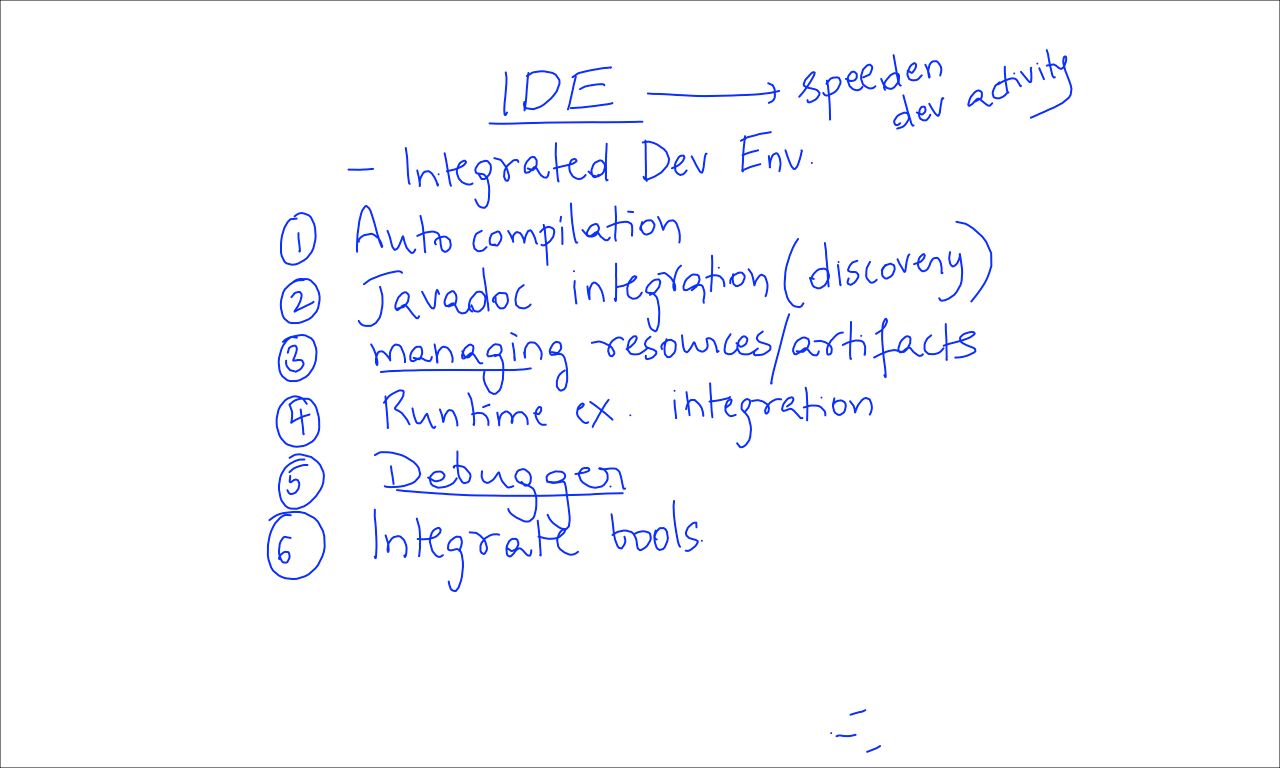 IDE → speeden
dev activity
- Integrated Dev Env.
① Auto compilation
② Javadoc integration (discovery)
③ managing resources/artifacts
④ Runtime ex. integration
⑤ Debugger
⑥ Integrate tools.